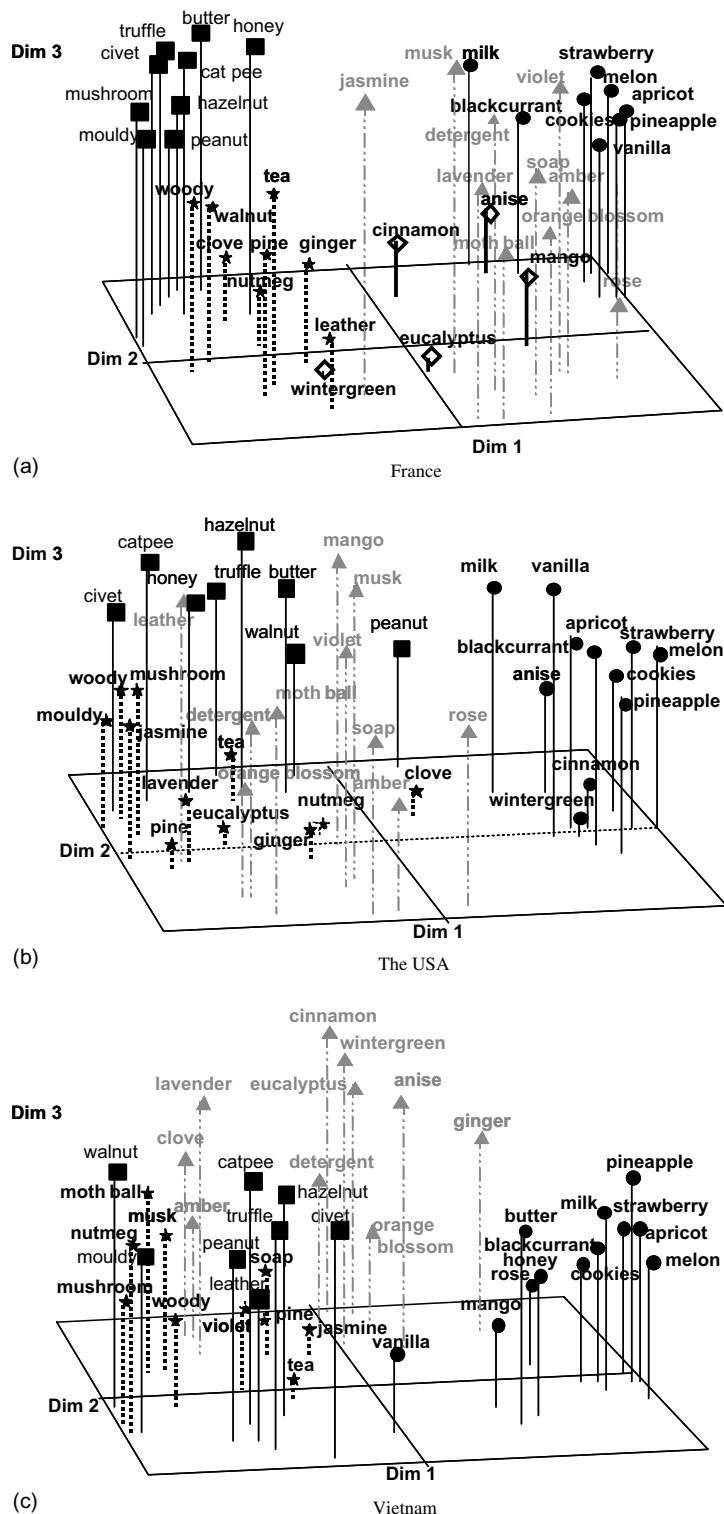 butter
truffle
honey
Dim 3
civet
musk
milk
strawberry
cat pee
violet
melon
jasmine
mushroom
apricot
hazelnut
blackcurrant
cookies
pineapple
mouldy
peanut
detergent
vanilla
soap
tea
woody
lavender
amber
anise
walnut
orange blossom
cinnamon
clove
pine
ginger
moth ball
mango
nutmeg
rose
leather
eucalyptus
Dim 2
wintergreen
Dim 1
(a)
France
hazelnut
Dim 3
catpee
mango
honey
truffle
butter
musk
milk
vanilla
civet
leather
walnut
violet
peanut
apricot
strawberry
blackcurrant
melon
woody
mushroom
anise
cookies
moth ball
mouldy
jasmine
detergent
rose
pineapple
tea
soap
orange blossom
cinnamon
lavender
amber
clove
eucalyptus
nutmeg
wintergreen
pine
ginger
Dim 2
Dim 1
(b)
The USA
cinnamon
wintergreen
lavender
eucalyptus
anise
Dim 3
ginger
clove
walnut
catpee
detergent
pineapple
moth ball
hazelnut
milk
strawberry
amber
musk
truffle
civet
orange
blossom
butter
apricot
nutmeg
mouldy
peanut
soap
blackcurrant
honey
melon
mushroom
leather
rose
cookies
woody
violet
pine
jasmine
mango
vanilla
tea
Dim 2
Dim 1
(c)
Vietnam